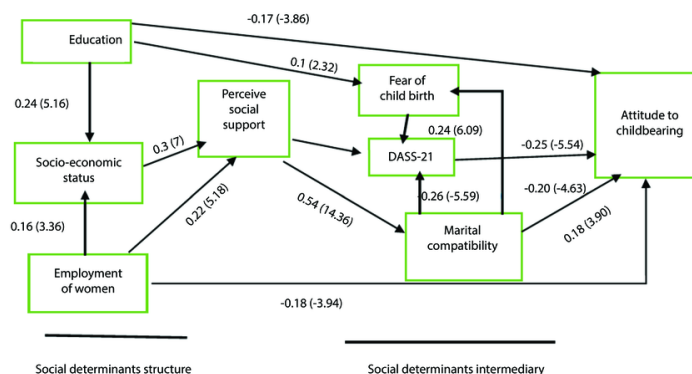 -0.17 (-3.86)
Education
0.1 (2.32)
Fear of
child birth
Perceive
social
support
Attitude to
childbearing
0.24 (5.16)
0.24 (6.09)
0.3 (7)
DASS-21
-0.25 (-5.54)
Socio-economic
status
-0.26 (-5.59)
-0.20 (-4.63)
0.22 (5.18)
0.54 (14.36)
0.18 (3.90)
0.16 (3.36)
Marital
compatibility
Employment
of women
-0.18 (-3.94)
Social determinants structure
Social determinants intermediary